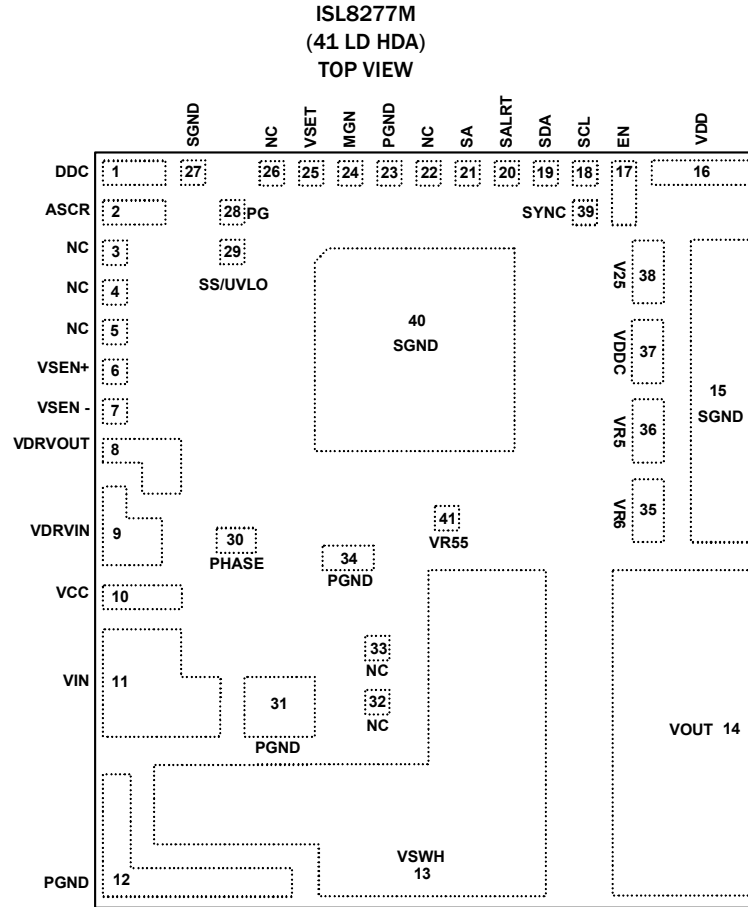 ISL8277M
(41 LD HDA)
TOP VIEW
SGND
NC
VSET
MGN
PGND
NC
SA
SALRT
SDA
SCL
EN
VDD
DDC
1
27
26
25
24
23
22
21
20
19
18
17
16
ASCR
2
28
PG
SYNC
39
NC
3
29
SS/UVLO
NC
4
NC
5
VSEN+
6
VSEN -
7
40
SGND
V25
38
VDDC
37
15
SGND
VR5
36
VR6
35
VDRVOUT
8
VDRVIN
9
30
PHASE
34
PGND
41
VR55
VCC
10
VIN
11
31
PGND
33
NC
32
NC
VOUT 14
VSWH
13
PGND
12